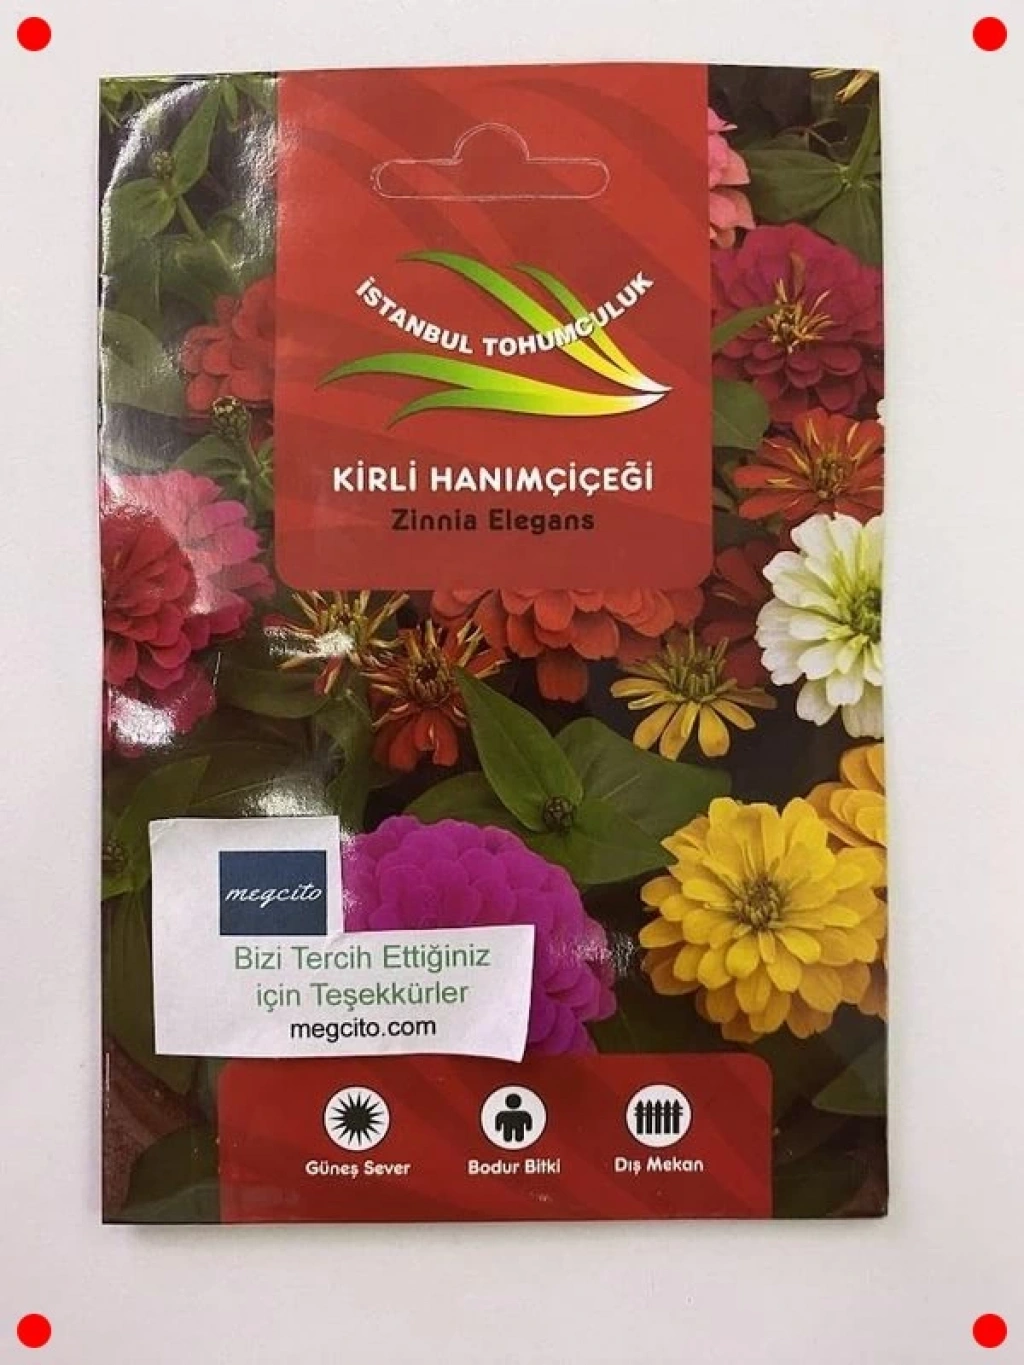 İSTANBUL TOHUMCULUK
KİRLİ HANIMÇİÇEĞİ
Zinnia Elegans
megcito
Bizi Tercih Ettiğiniz
için Teşekkürler
megcito.com
Güneş Sever
Bodur Bitki
Dış Mekan